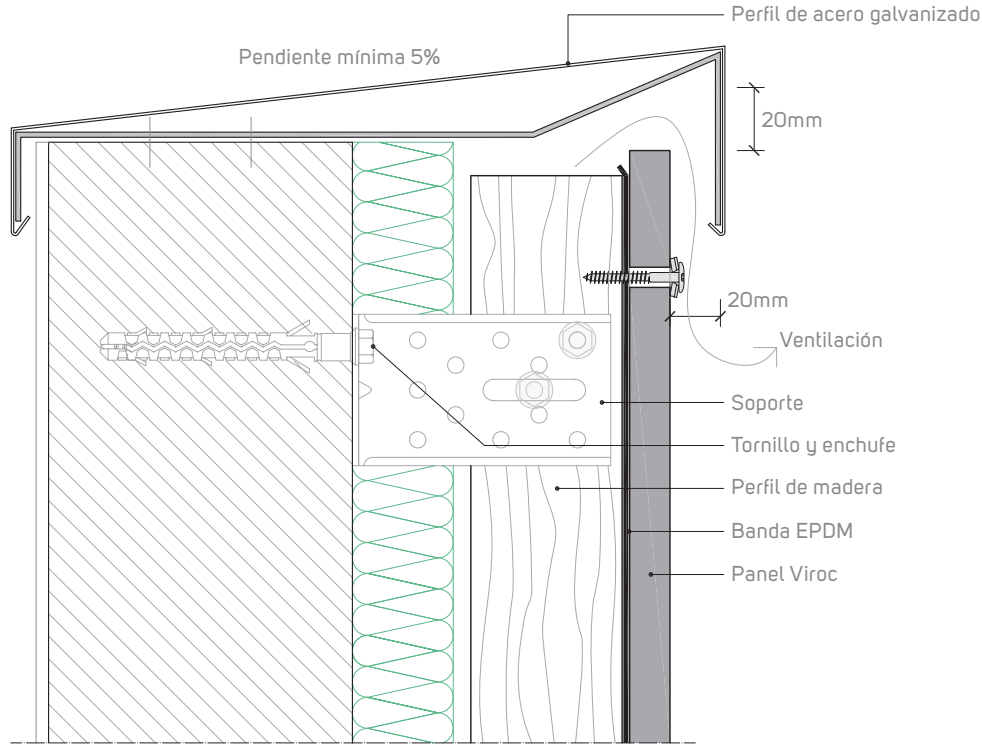 Perfil de acero galvanizado
Pendiente mínima 5%
20mm
20mm
Ventilación
Soporte
Tornillo y enchufe
Perfil de madera
Banda EPDM
Panel Viroc